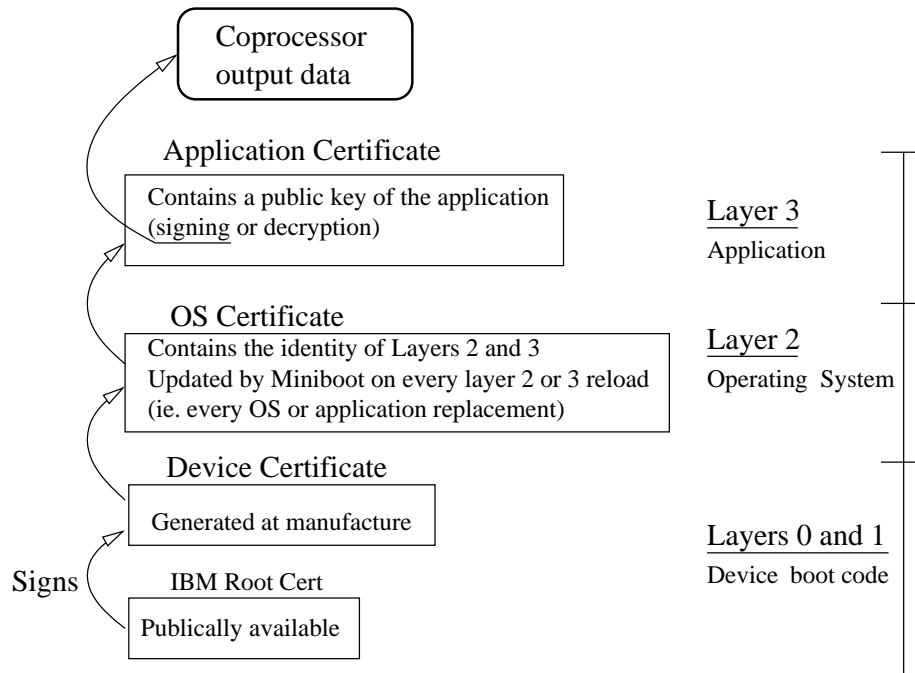 Coprocessor
output data
Application Certificate
Contains a public key of the application
(signing or decryption)
Layer 3
Application
OS Certificate
Contains the identity of Layers 2 and 3
Updated by Miniboot on every layer 2 or 3 reload
(ie. every OS or application replacement)
Layer 2
Operating System
Device Certificate
Generated at manufacture
Layers 0 and 1
Device boot code
Signs
IBM Root Cert
Publically available